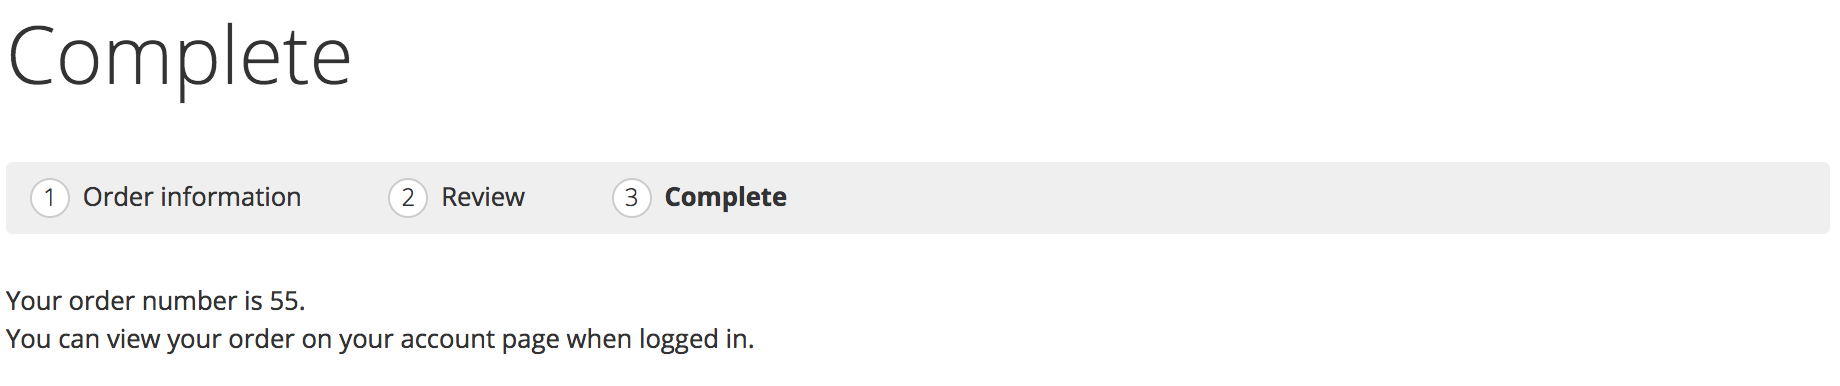 Complete
1 Order information 2 Review 3 Complete
Your order number is 55.
You can view your order on your account page when logged in.